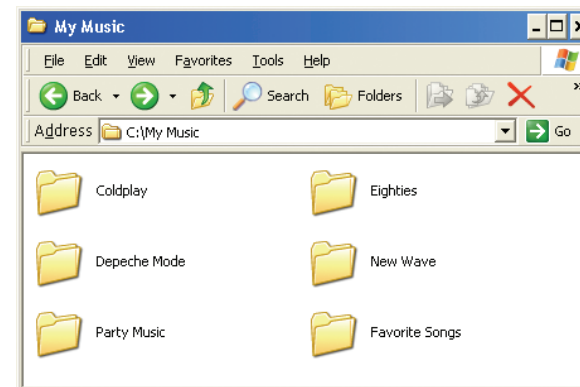 My Music
File Edit View Favorites Tools Help
Back Search Folders »
Address C:\My Music Go
Coldplay Eighties
Depeche Mode New Wave
Party Music Favorite Songs